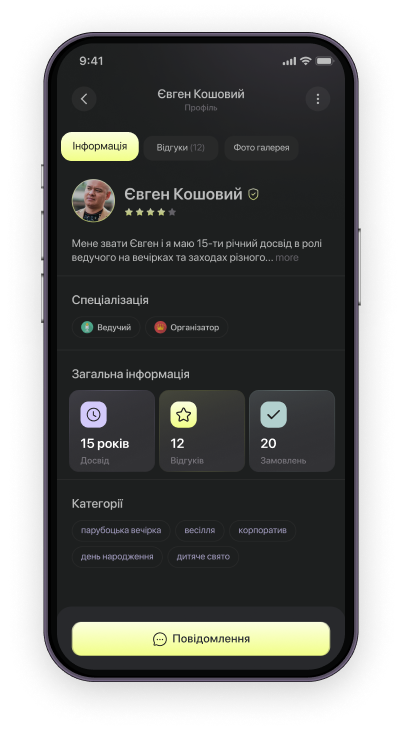 9:41
Євген Кошовий
Профіль
Інформація
Відгуки (12)
Фото галерея
Євген Кошовий
Мене звати Євген і я маю 15-ти річний досвід в ролі
ведучого на вечірках та заходах різного... more
Спеціалізація
Ведучий
Організатор
Загальна інформація
15 років
Досвід
12
Відгуків
20
Замовлень
Категорії
парубоцька вечірка
весілля
корпоратив
день народження
дитяче свято
Повідомлення